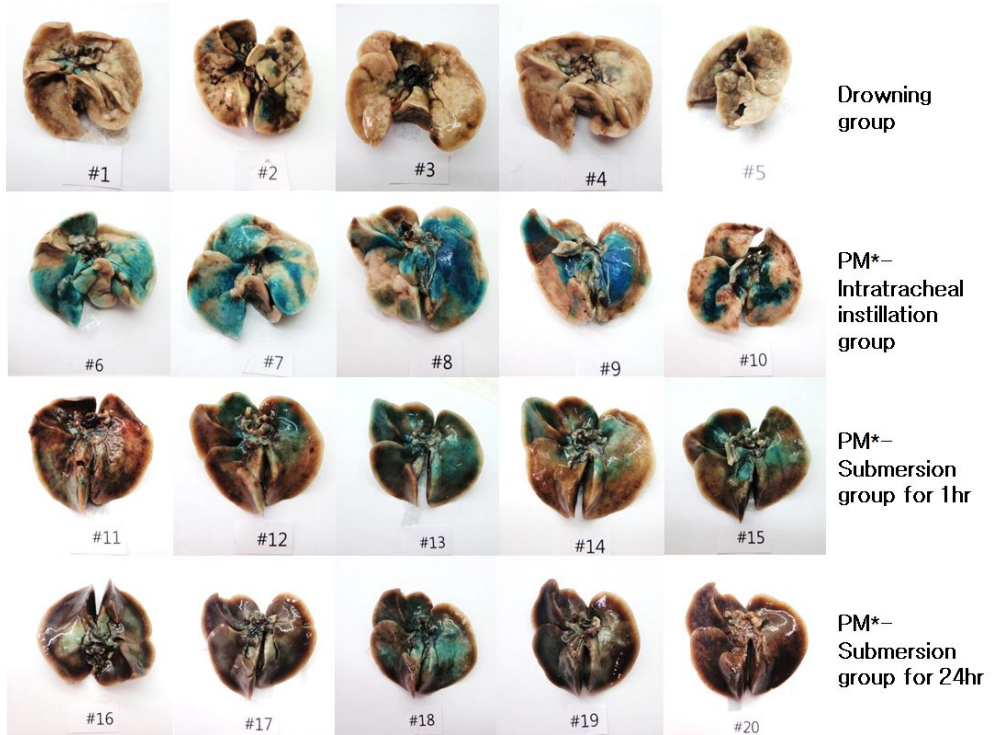 #1
#2
#3
#4
#5
Drowning
group
#6
#7
#8
#9
#10
PM*-
Intratracheal
instillation
group
#11
#12
#13
#14
#15
PM*-
Submersion
group for 1hr
#16
#17
#18
#19
#20
PM*-
Submersion
group for 24hr